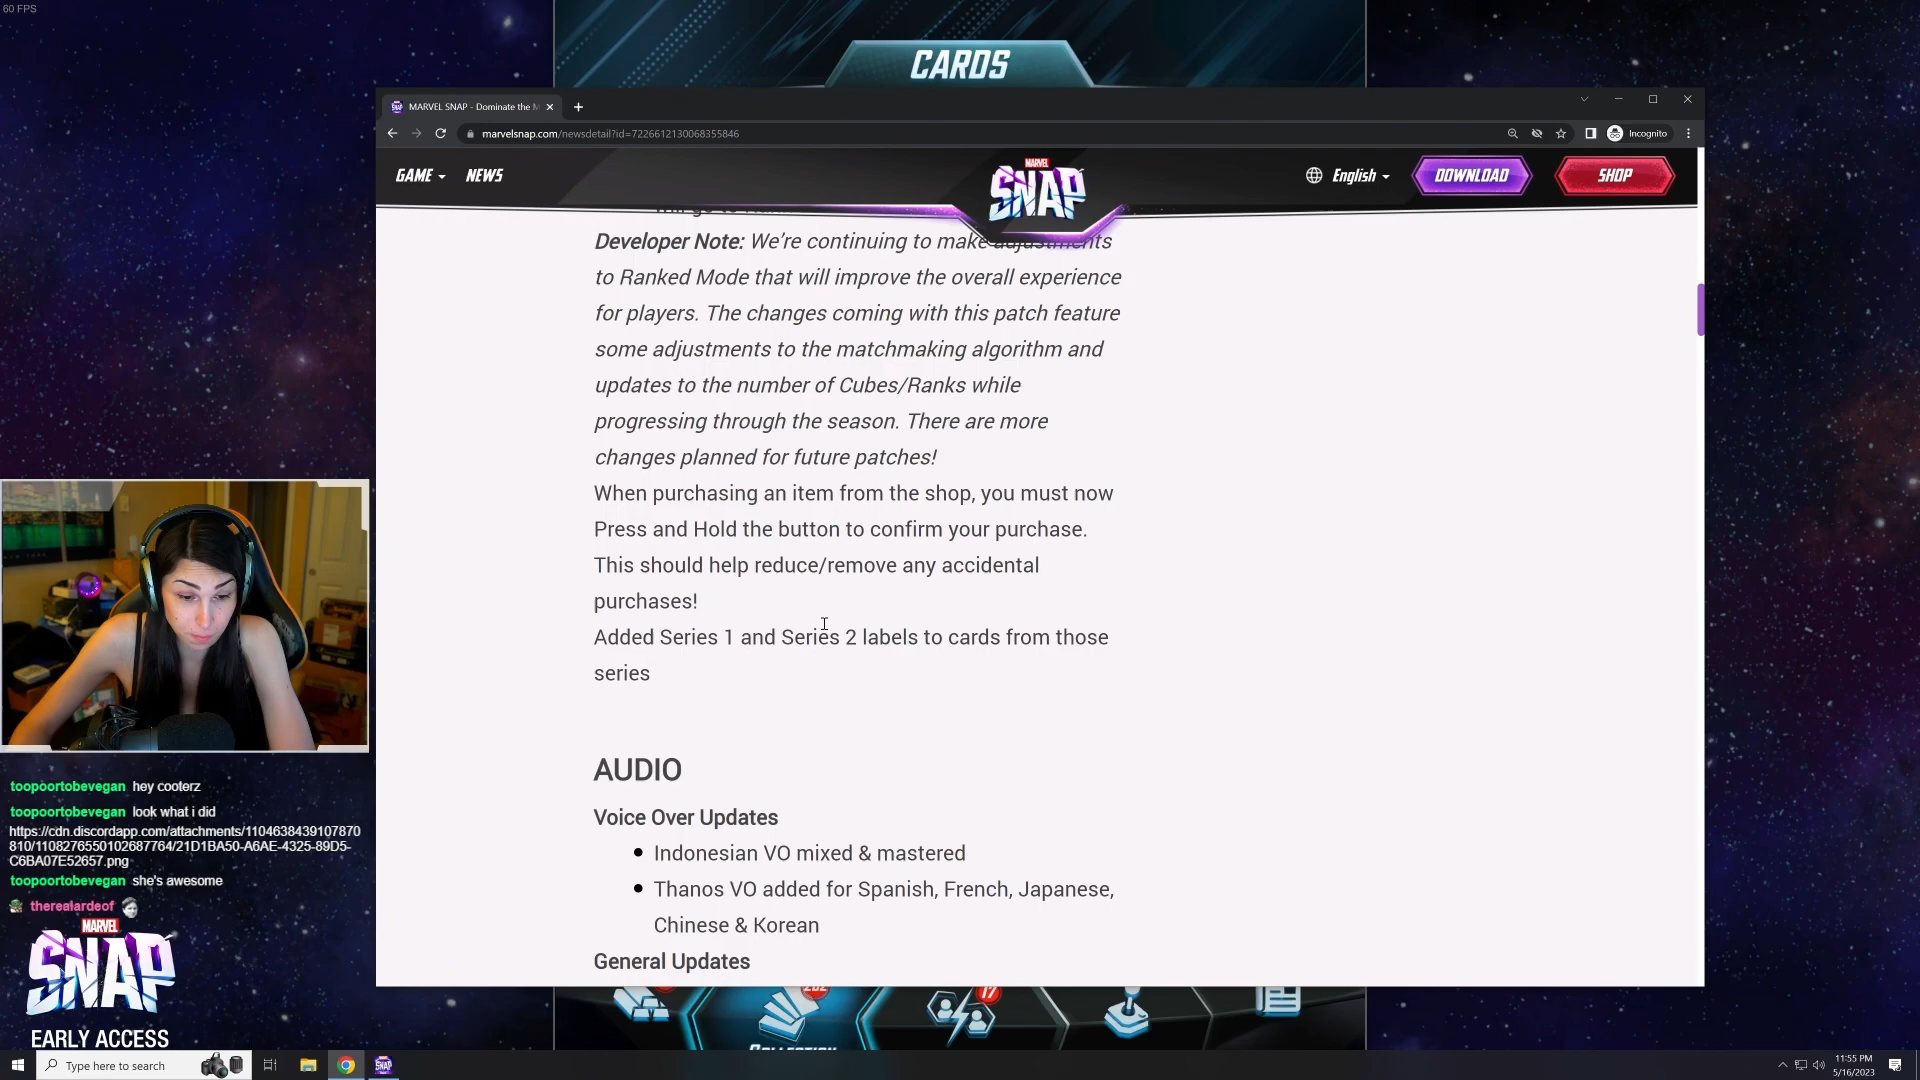 60 FPS
CARDS
MARVEL SNAP - Dominate the M
marvelsnap.com/newsdetail?id=7226612130068355846
Incognito
GAME
NEWS
MARVEL
SNAP
English
DOWNLOAD
SHOP
Developer Note: We're continuing to make adjustments
to Ranked Mode that will improve the overall experience
for players. The changes coming with this patch feature
some adjustments to the matchmaking algorithm and
updates to the number of Cubes/Ranks while
progressing through the season. There are more
changes planned for future patches!
When purchasing an item from the shop, you must now
Press and Hold the button to confirm your purchase.
This should help reduce/remove any accidental
purchases!
Added Series 1 and Series 2 labels to cards from those
series
AUDIO
Voice Over Updates
Indonesian VO mixed & mastered
Thanos VO added for Spanish, French, Japanese,
Chinese & Korean
General Updates
toopoortobevegan hey cooterz
toopoortobevegan look what i did
https://cdn.discordapp.com/attachments/1104638439107870
810/1108276550102687764/21D1BA50-A6AE-4325-89D5-
C6BA07E52657.png
toopoortobevegan she's awesome
therealardeof
MARVEL
SNAP
EARLY ACCESS
17
Type here to search
11:55 PM
5/16/2023